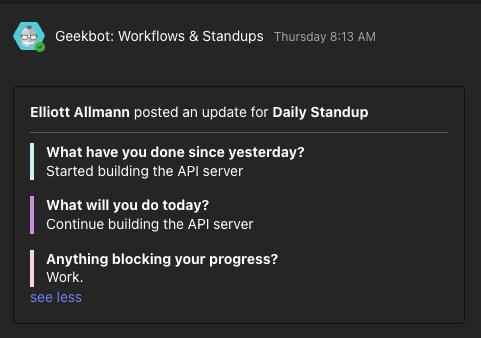 Geekbot: Workflows & Standups Thursday 8:13 AM
Elliott Allmann posted an update for Daily Standup
What have you done since yesterday?
Started building the API server
What will you do today?
Continue building the API server
Anything blocking your progress?
Work.
see less